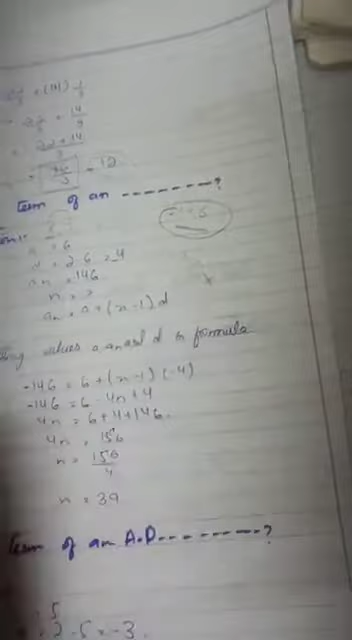 + (14) 1/3
= 22/3 + 14/3
= 22+14/3
= 36/3 = 12
Term of an -------?
a = 6
d = 2-6 = -4
an = 146
n = ?
an = a + (n-1) d
values a, an and d in formula
-146 = 6 + (n-1) (-4)
-146 = 6 - 4n + 4
4n = 6+4+146
4n = 156
n = 156/4
n = 39
Term of an A.P---------?
5
2-5 = -3